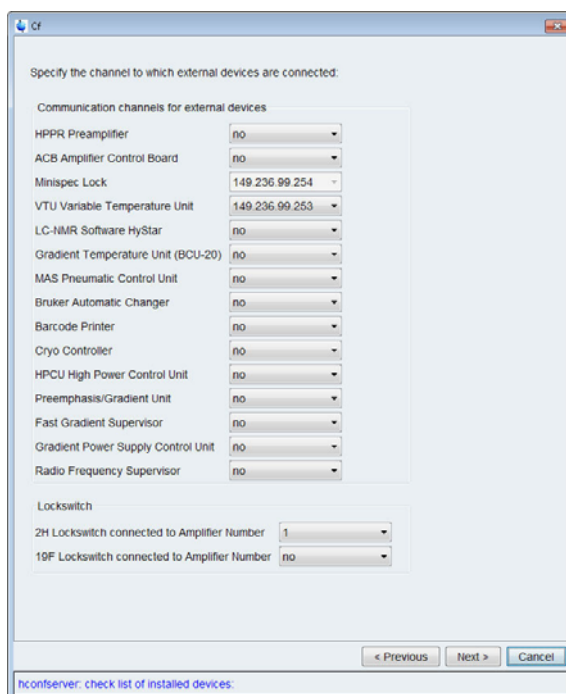 Cf
Specify the channel to which external devices are connected:
Communication channels for external devices
HPPR Preamplifier no
ACB Amplifier Control Board no
Minispec Lock 149.236.99.254
VTU Variable Temperature Unit 149.236.99.253
LC-NMR Software HyStar no
Gradient Temperature Unit (BCU-20) no
MAS Pneumatic Control Unit no
Bruker Automatic Changer no
Barcode Printer no
Cryo Controller no
HPCU High Power Control Unit no
Preemphasis/Gradient Unit no
Fast Gradient Supervisor no
Gradient Power Supply Control Unit no
Radio Frequency Supervisor no
Lockswitch
2H Lockswitch connected to Amplifier Number 1
19F Lockswitch connected to Amplifier Number no
< Previous Next > Cancel
hconfserver: check list of installed devices: